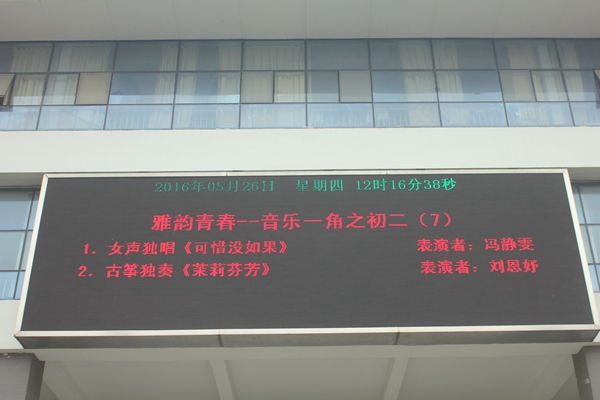 2016年05月26日 星期四 12时16分38秒
雅韵青春--音乐一角之初二（7）
1．女声独唱《可惜没如果》 表演者：冯静雯
2．古筝独奏《茉莉芬芳》 表演者：刘恩妤